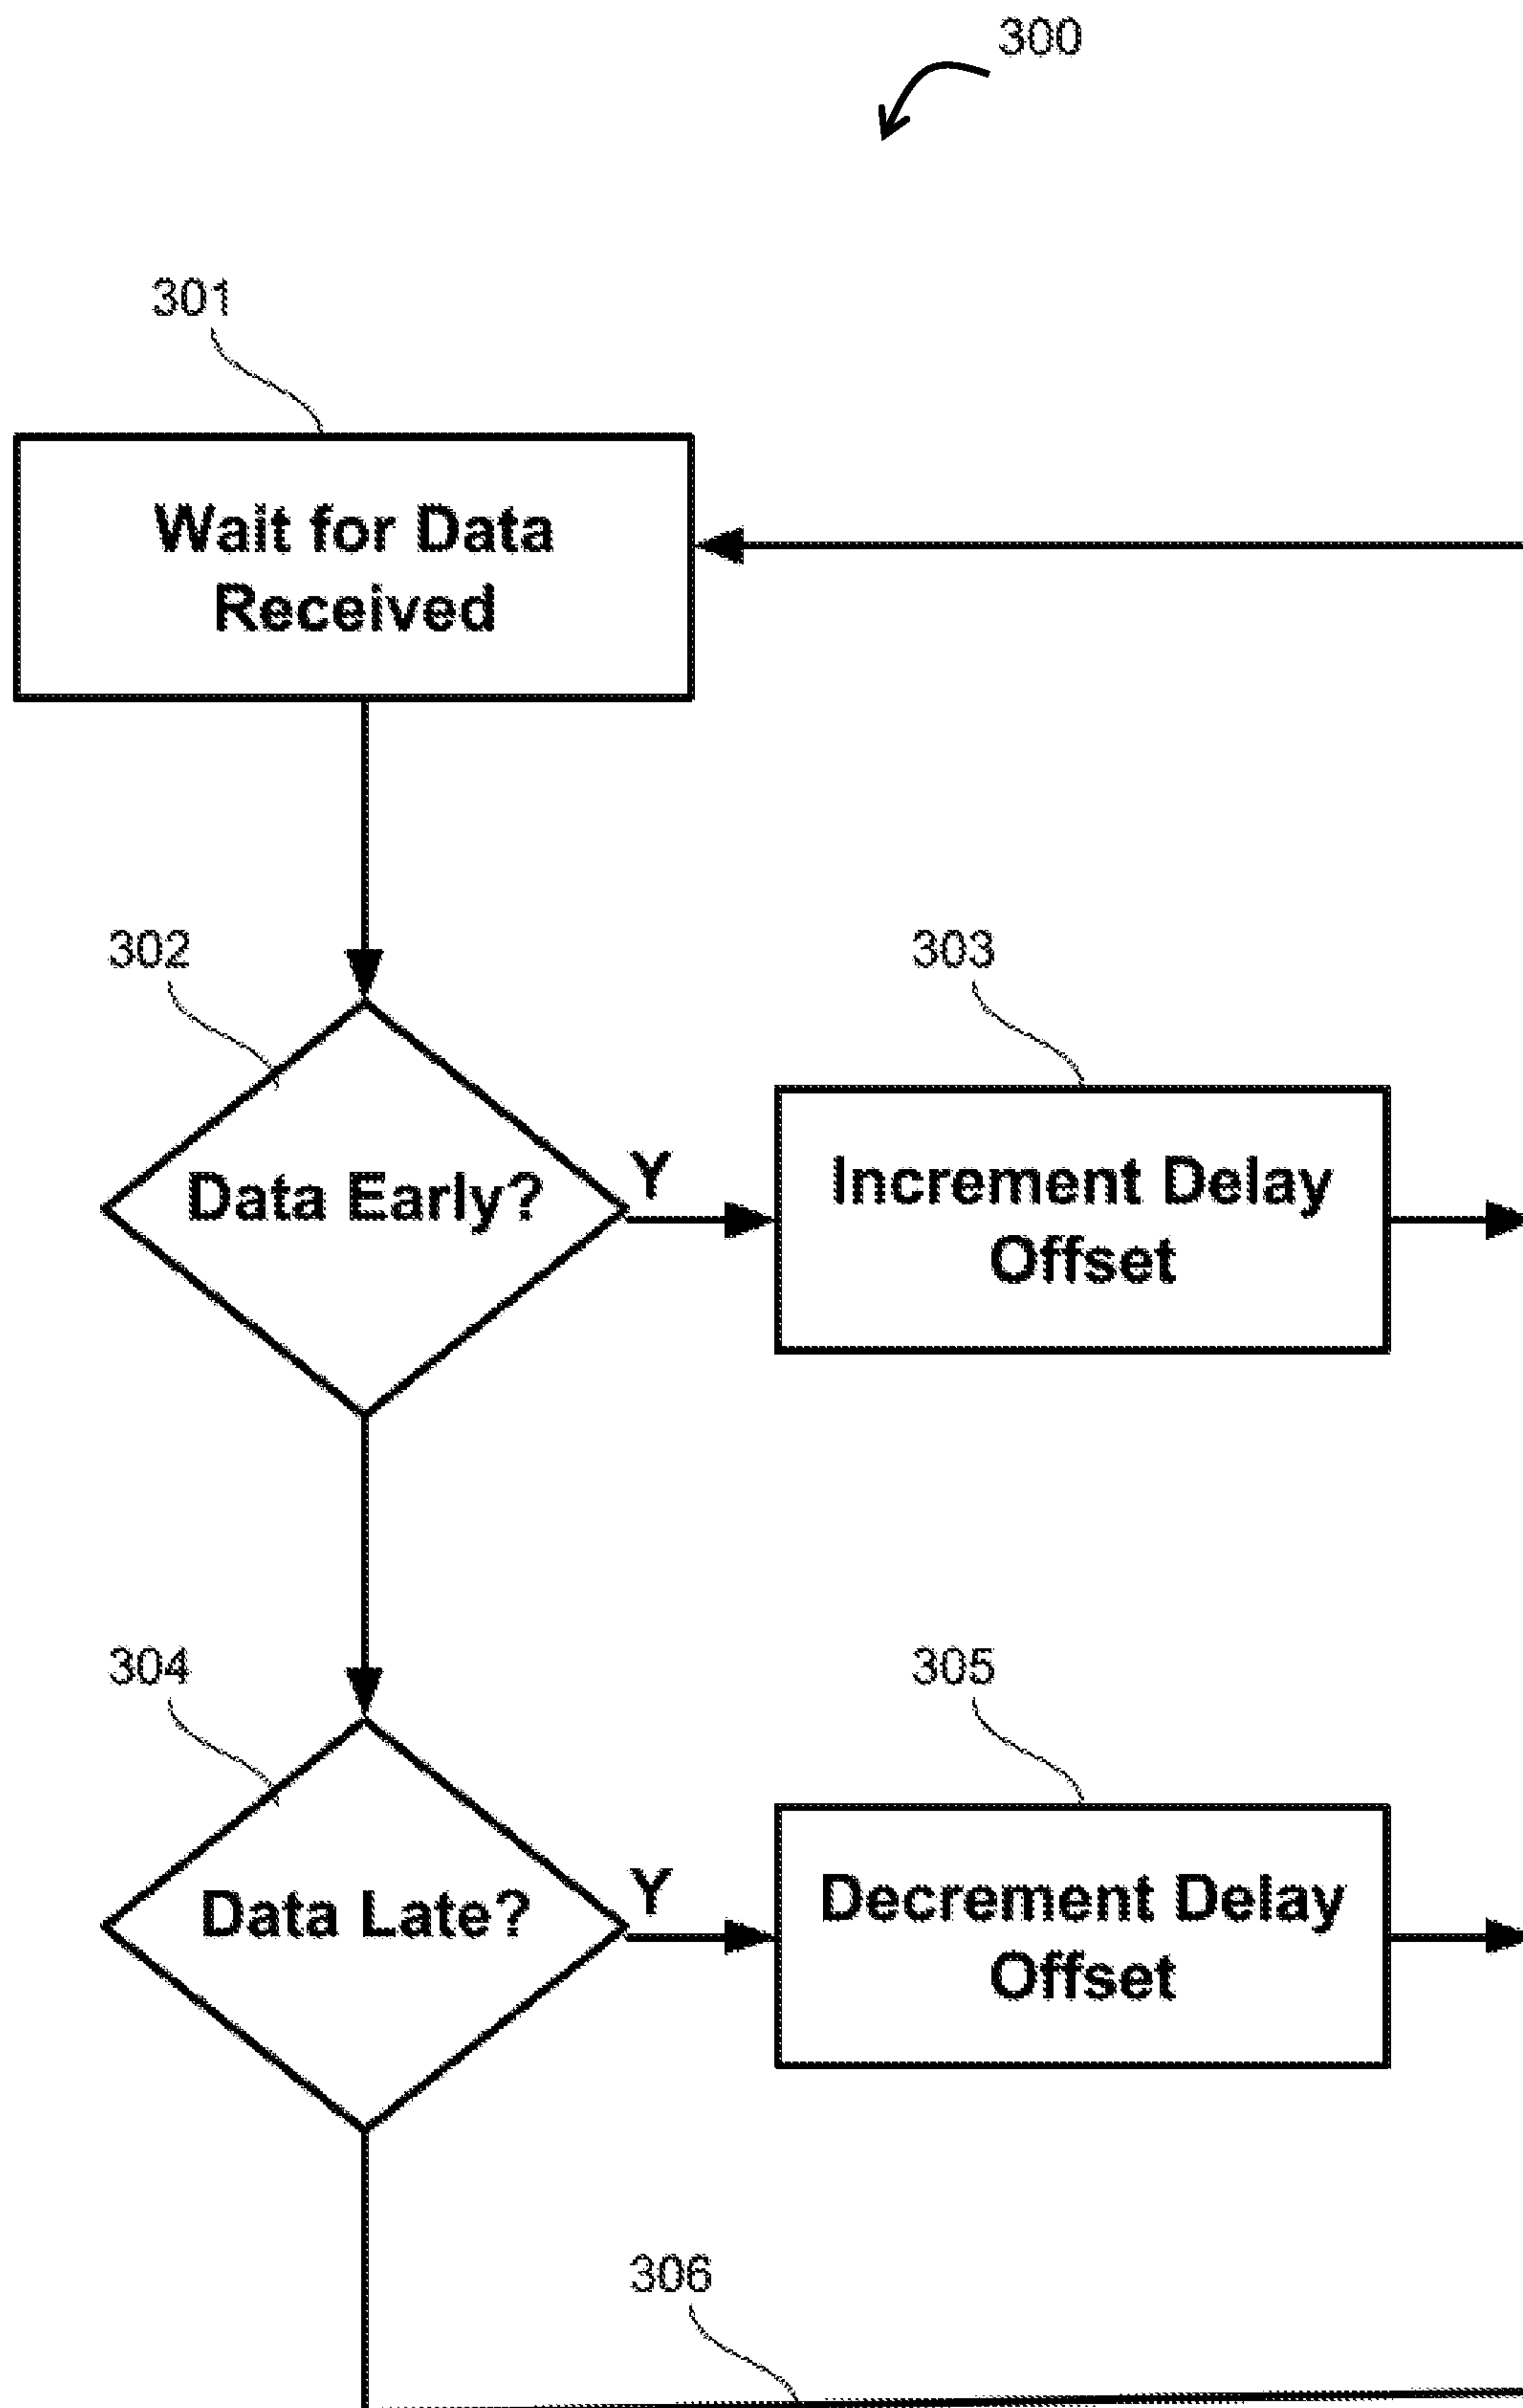 300
301
Wait for Data
Received
302
303
Data Early?
Y
Increment Delay
Offset
304
305
Data Late?
Y
Decrement Delay
Offset
306